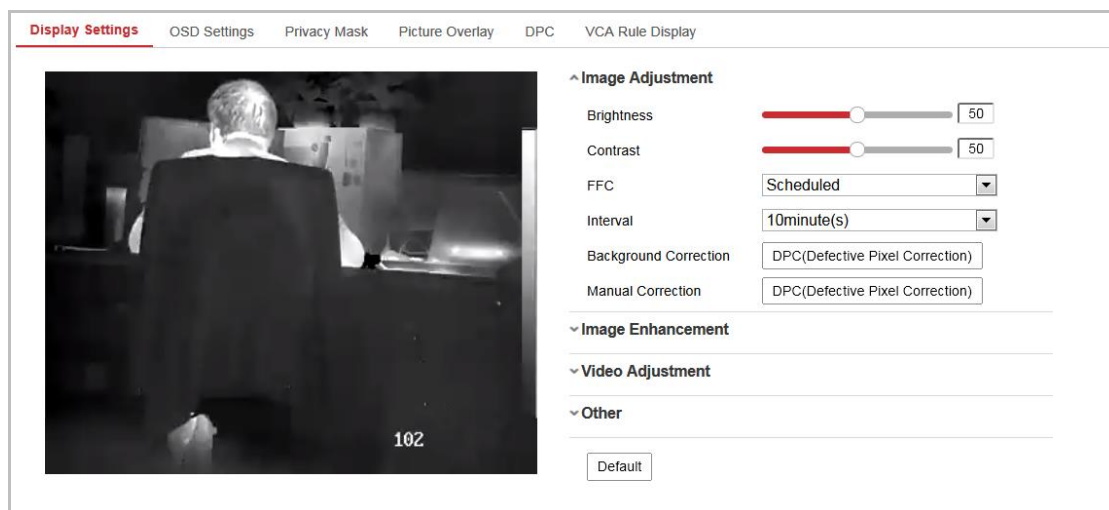 Display Settings OSD Settings Privacy Mask Picture Overlay DPC VCA Rule Display
Image Adjustment
Brightness 50
Contrast 50
FFC Scheduled
Interval 10minute(s)
Background Correction DPC(Defective Pixel Correction)
Manual Correction DPC(Defective Pixel Correction)
Image Enhancement
Video Adjustment
Other
102
Default